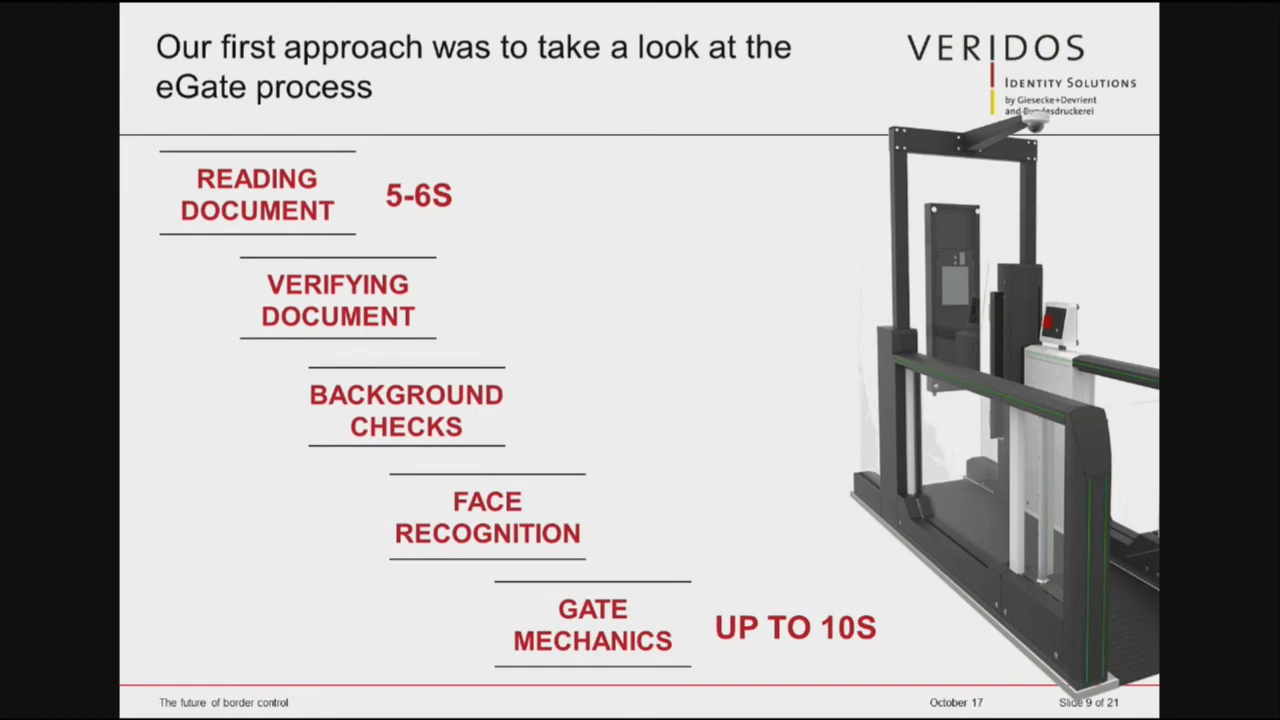 Our first approach was to take a look at the
eGate process
VERIDOS
IDENTITY SOLUTIONS
by Giesecke+Devrient
and Bundesdruckerei
READING
DOCUMENT
5-6S
VERIFYING
DOCUMENT
BACKGROUND
CHECKS
FACE
RECOGNITION
GATE
MECHANICS
UP TO 10S
The future of border control
October 17
Slide 9 of 21